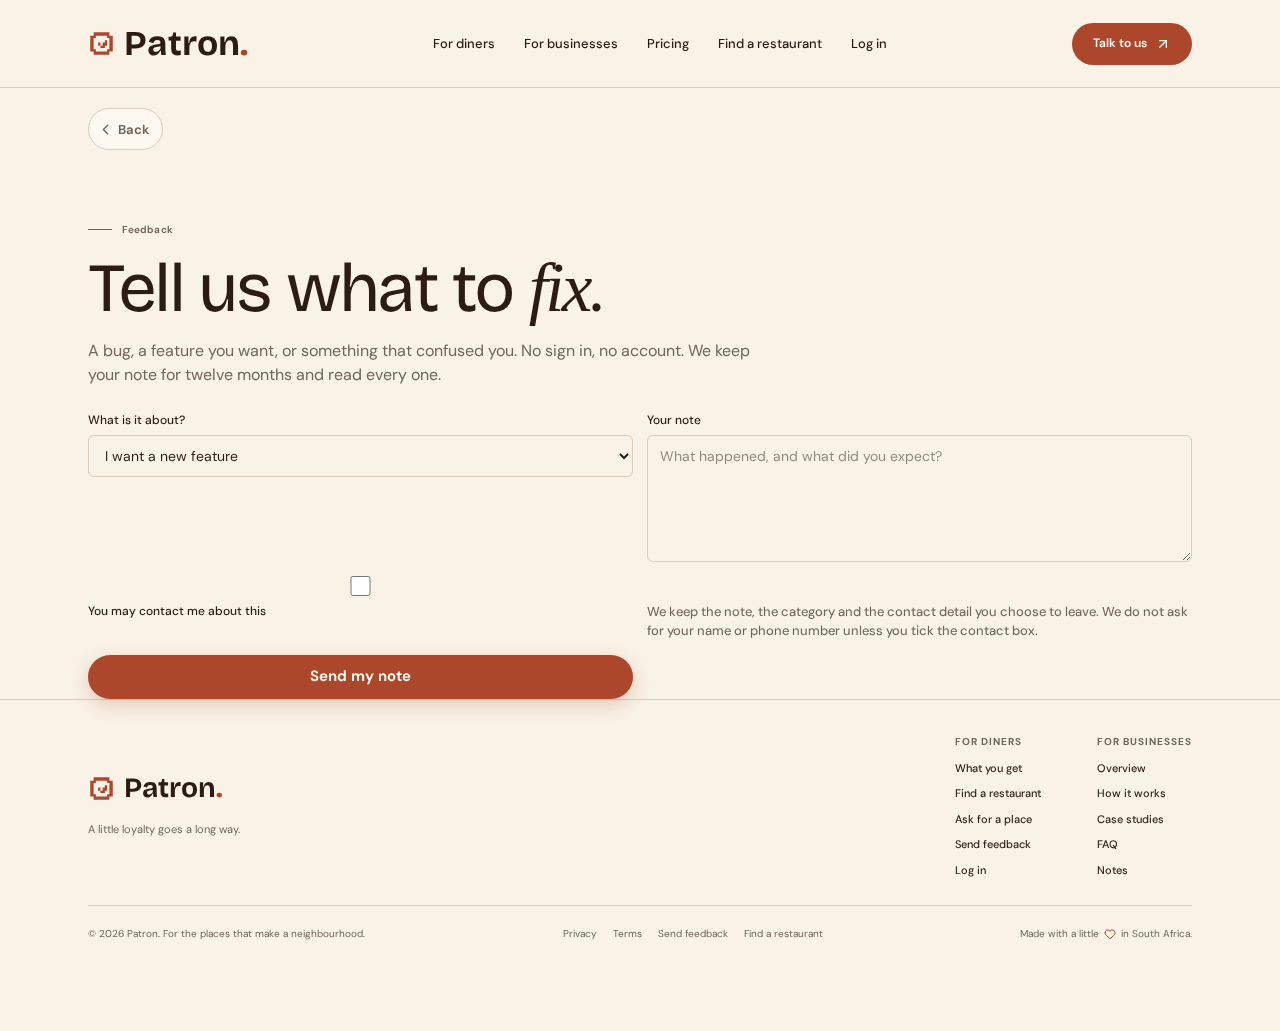 Patron.
For diners
For businesses
Pricing
Find a restaurant
Log in
Talk to us
Back
Feedback
Tell us what to fix.
A bug, a feature you want, or something that confused you. No sign in, no account. We keep
your note for twelve months and read every one.
What is it about?
I want a new feature
Your note
What happened, and what did you expect?
You may contact me about this
We keep the note, the category and the contact detail you choose to leave. We do not ask
for your name or phone number unless you tick the contact box.
Send my note
Patron.
A little loyalty goes a long way.
FOR DINERS
What you get
Find a restaurant
Ask for a place
Send feedback
Log in
FOR BUSINESSES
Overview
How it works
Case studies
FAQ
Notes
© 2026 Patron. For the places that make a neighbourhood.
Privacy
Terms
Send feedback
Find a restaurant
Made with a little
in South Africa.